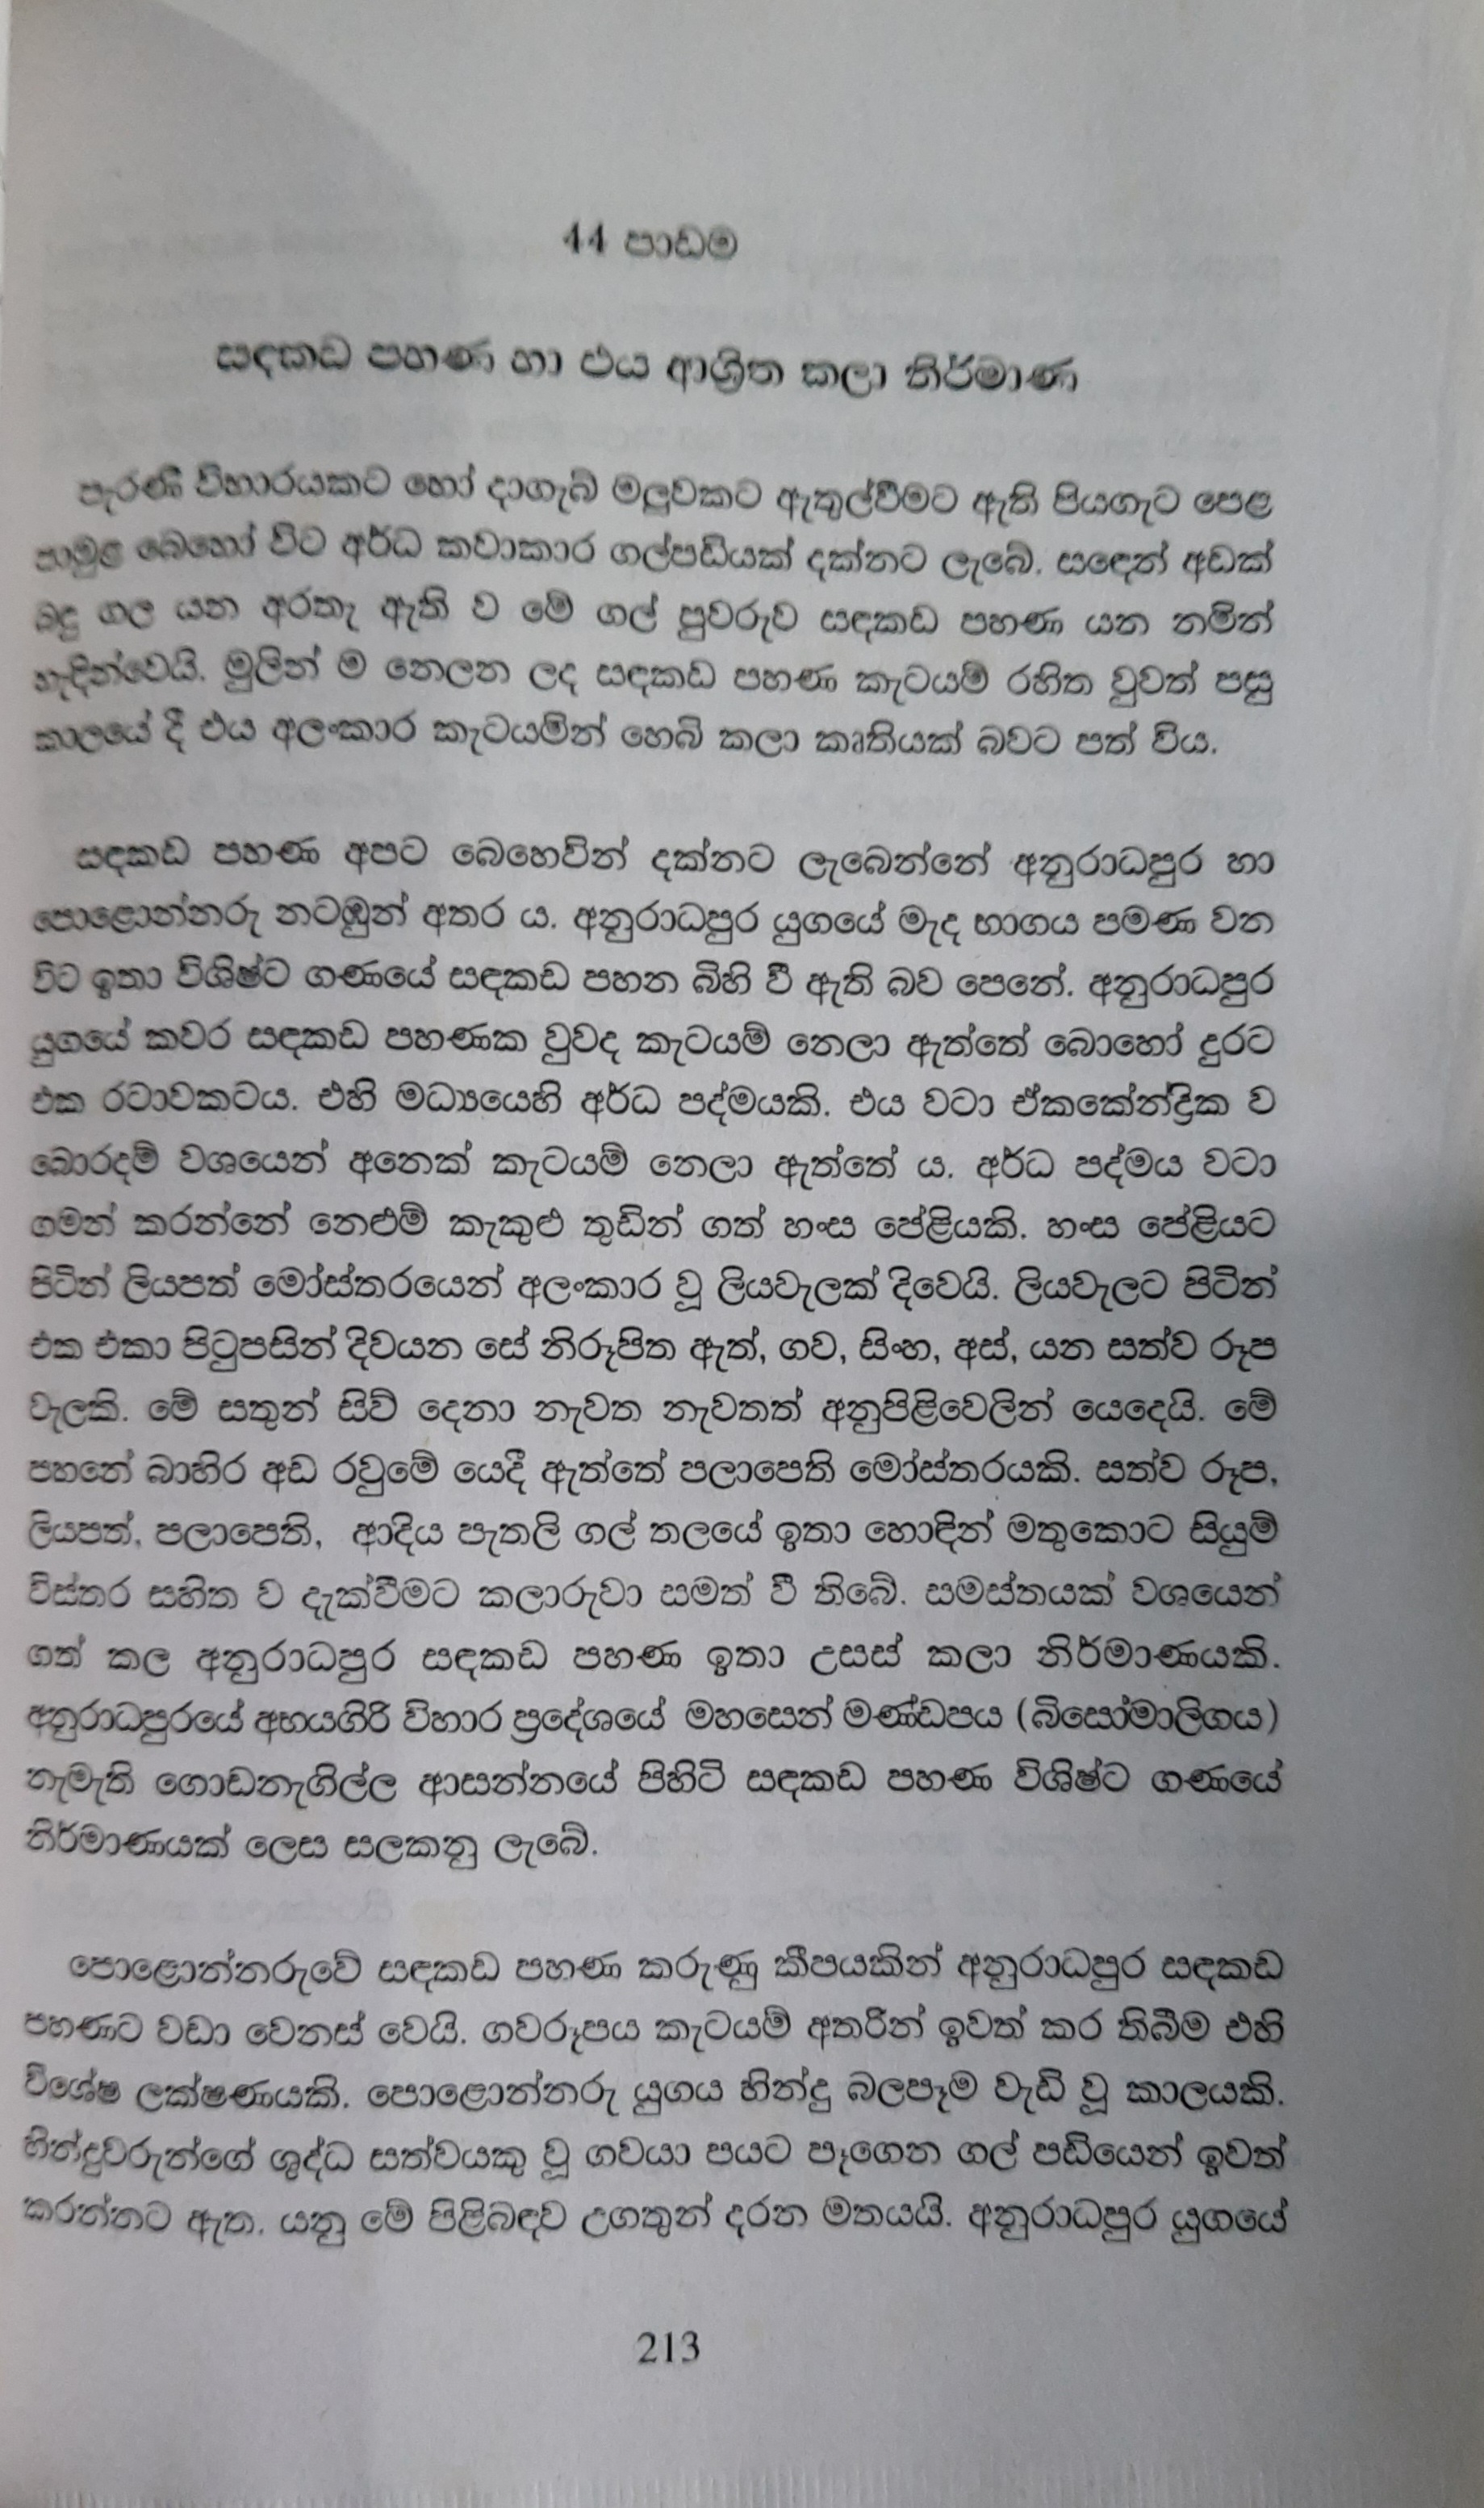 44 පාඩම
සඳකඩ පහණ හා එය ආශ්‍රිත කලා නිර්මාණ
පැරණි විහාරයකට හෝ දාගැබ් මලුවකට ඇතුල්වීමට ඇති පියගැට පෙළ
පාමුළ බෙහෝ විට අර්ධ කවාකාර ගල්පඩියක් දක්නට ලැබේ. සඳෙන් අඩක්
බඳු ගල යන අරතැ ඇති ව මේ ගල් පුවරුව සඳකඩ පහණ යන නමින්
හැඳින්වෙයි. මුලින් ම නෙලන ලද සඳකඩ පහණ කැටයම් රහිත වුවත් පසු
කාලයේ දී එය අලංකාර කැටයමින් හෙබි කලා කෘතියක් බවට පත් විය.
සඳකඩ පහණ අපට බෙහෙවින් දක්නට ලැබෙන්නේ අනුරාධපුර හා
පොළොන්නරු නටඹුන් අතර ය. අනුරාධපුර යුගයේ මැද භාගය පමණ වන
විට ඉතා විශිෂ්ට ගණයේ සඳකඩ පහන බිහි වී ඇති බව පෙනේ. අනුරාධපුර
යුගයේ කවර සඳකඩ පහණක වුවද කැටයම් නෙලා ඇත්තේ බොහෝ දුරට
එක රටාවකටය. එහි මධ්‍යයෙහි අර්ධ පද්මයකි. එය වටා ඒකකේන්ද්‍රික ව
බොරදම් වශයෙන් අනෙක් කැටයම් නෙලා ඇත්තේ ය. අර්ධ පද්මය වටා
ගමන් කරන්නේ නෙළුම් කැකුළු තුඩින් ගත් හංස පේළියකි. හංස පේළියට
පිටින් ලියපත් මෝස්තරයෙන් අලංකාර වූ ලියවැලක් දිවෙයි. ලියවැලට පිටින්
එක එකා පිටුපසින් දිවයන සේ නිරූපිත ඇත්, ගව, සිංහ, අස්, යන සත්ව රූප
වැලකි. මේ සතුන් සිව් දෙනා නැවත නැවතත් අනුපිළිවෙලින් යෙදෙයි. මේ
පහනේ බාහිර අඩ රවුමේ යෙදී ඇත්තේ පලාපෙති මෝස්තරයකි. සත්ව රූප,
ලියපත්, පලාපෙති, ආදිය පැතලි ගල් තලයේ ඉතා හොඳින් මතුකොට සියුම්
විස්තර සහිත ව දැක්වීමට කලාරුවා සමත් වී තිබේ. සමස්තයක් වශයෙන්
ගත් කල අනුරාධපුර සඳකඩ පහණ ඉතා උසස් කලා නිර්මාණයකි.
අනුරාධපුරයේ අභයගිරි විහාර ප්‍රදේශයේ මහසෙන් මණ්ඩපය (බිසෝමාලිගය)
නැමැති ගොඩනැගිල්ල ආසන්නයේ පිහිටි සඳකඩ පහණ විශිෂ්ට ගණයේ
නිර්මාණයක් ලෙස සලකනු ලැබේ.
පොළොන්නරුවේ සඳකඩ පහණ කරුණු කීපයකින් අනුරාධපුර සඳකඩ
පහණට වඩා වෙනස් වෙයි. ගවරූපය කැටයම් අතරින් ඉවත් කර තිබීම එහි
විශේෂ ලක්ෂණයකි. පොළොන්නරු යුගය හින්දු බලපෑම වැඩි වූ කාලයකි.
හින්දුවරුන්ගේ ශුද්ධ සත්වයකු වූ ගවයා පයට පෑගෙන ගල් පඩියෙන් ඉවත්
කරන්නට ඇත. යනු මේ පිළිබඳව උගතුන් දරන මතයයි. අනුරාධපුර යුගයේ
213